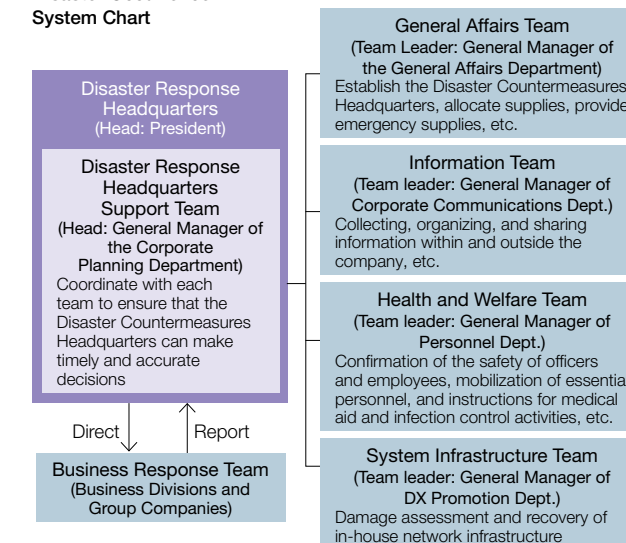 System Chart
Disaster Response
Headquarters
(Head: President)
Disaster Response
Headquarters
Support Team
(Head: General Manager of
the Corporate
Planning Department)
Coordinate with each
team to ensure that the
Disaster Countermeasures
Headquarters can make
timely and accurate
decisions
Direct
Report
Business Response Team
(Business Divisions and
Group Companies)
General Affairs Team
(Team Leader: General Manager of
the General Affairs Department)
Establish the Disaster Countermeasures
Headquarters, allocate supplies, provide
emergency supplies, etc.
Information Team
(Team leader: General Manager of
Corporate Communications Dept.)
Collecting, organizing, and sharing
information within and outside the
company, etc.
Health and Welfare Team
(Team leader: General Manager of
Personnel Dept.)
Confirmation of the safety of officers
and employees, mobilization of essentia
personnel, and instructions for medical
aid and infection control activities, etc.
System Infrastructure Team
(Team leader: General Manager of
DX Promotion Dept.)
Damage assessment and recovery of
in-house network infrastructure